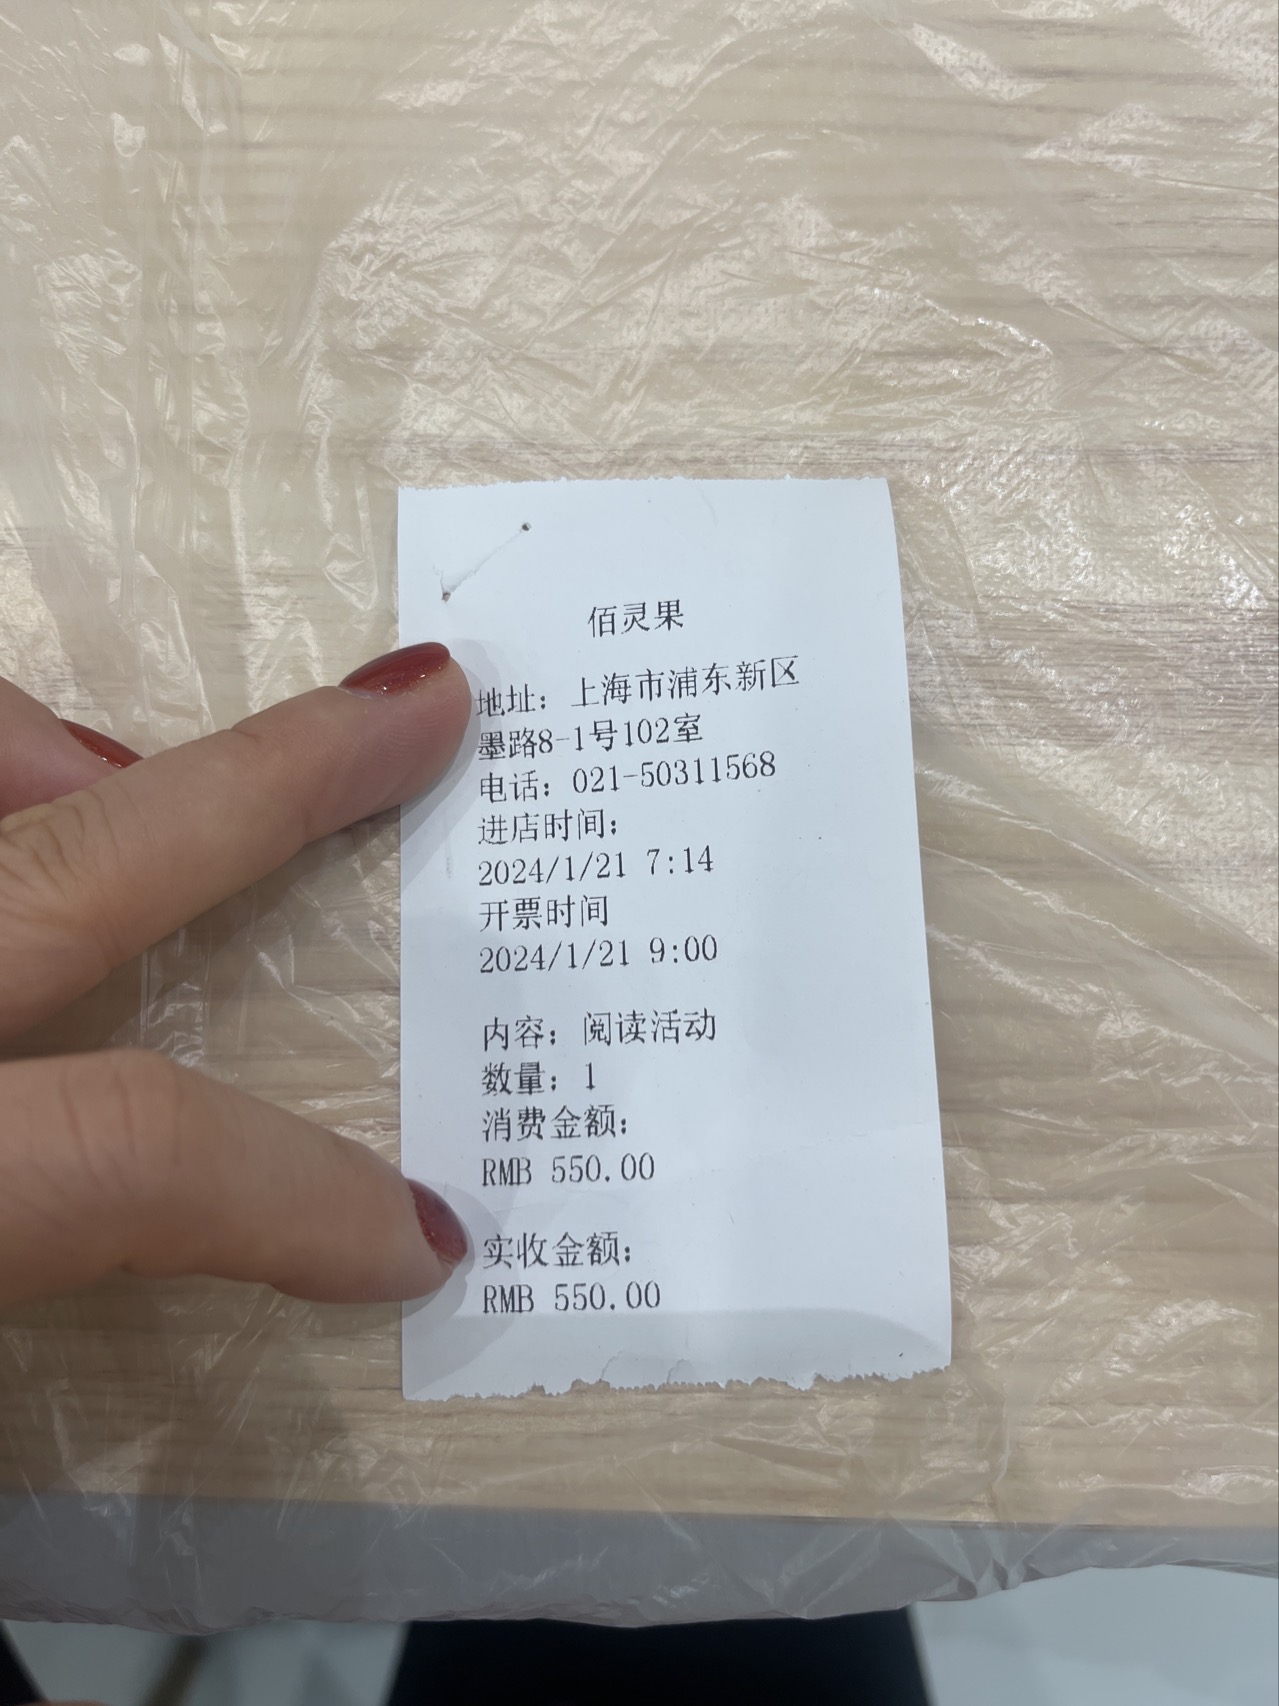 佰灵果
地址：上海市浦东新区
墨路8-1号102室
电话：021-50311568
进店时间：
2024/1/21 7:14
开票时间
2024/1/21 9:00
内容：阅读活动
数量：1
消费金额：
RMB 550.00
实收金额：
RMB 550.00